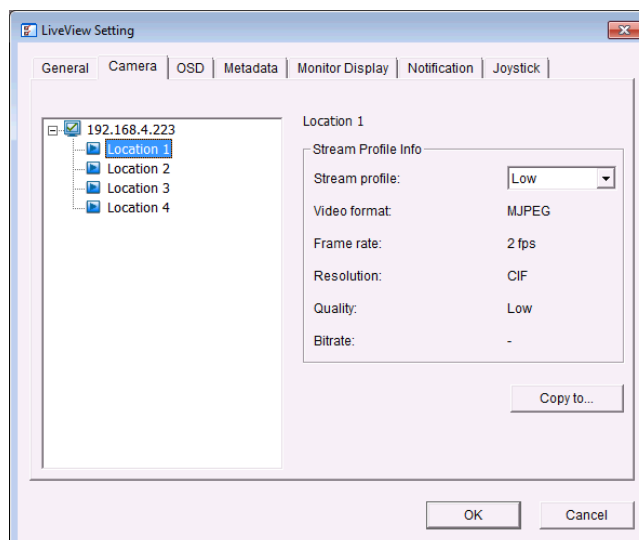 LiveView Setting
General Camera OSD Metadata Monitor Display Notification Joystick
192.168.4.223
Location 1
Location 2
Location 3
Location 4
Location 1
Stream Profile Info
Stream profile: Low
Video format: MJPEG
Frame rate: 2 fps
Resolution: CIF
Quality: Low
Bitrate: -
Copy to...
OK Cancel